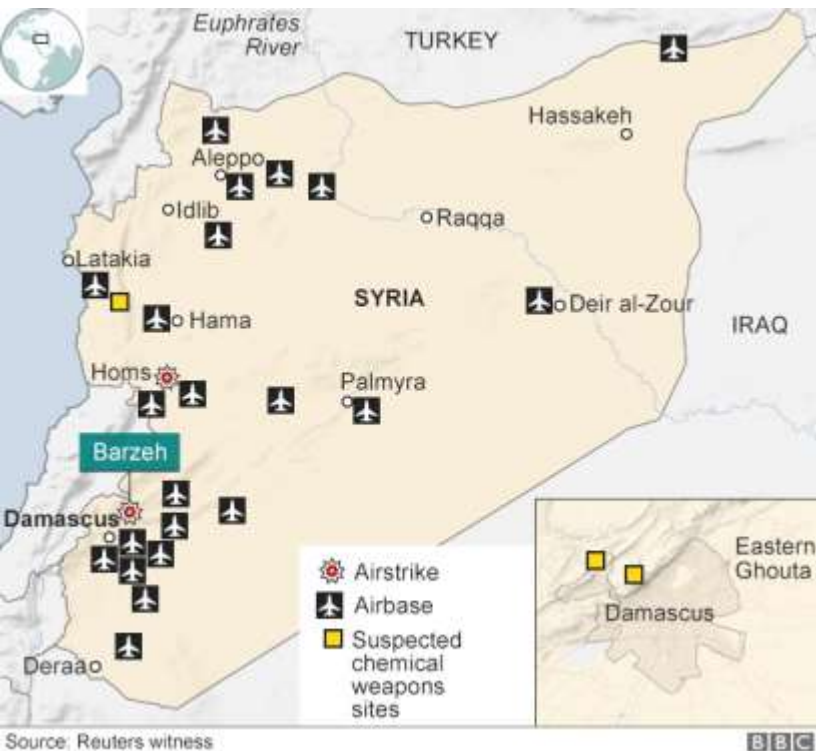 Euphrates
River
TURKEY
Hassakeh
Aleppo
Idlib
Raqqa
Latakia
SYRIA
Deir al-Zour
Hama
IRAQ
Homs
Palmyra
Barzeh
Damascus
Deraa
Airstrike
Airbase
Suspected
chemical
weapons
sites
Eastern
Ghouta
Damascus
Source: Reuters witness
BBC